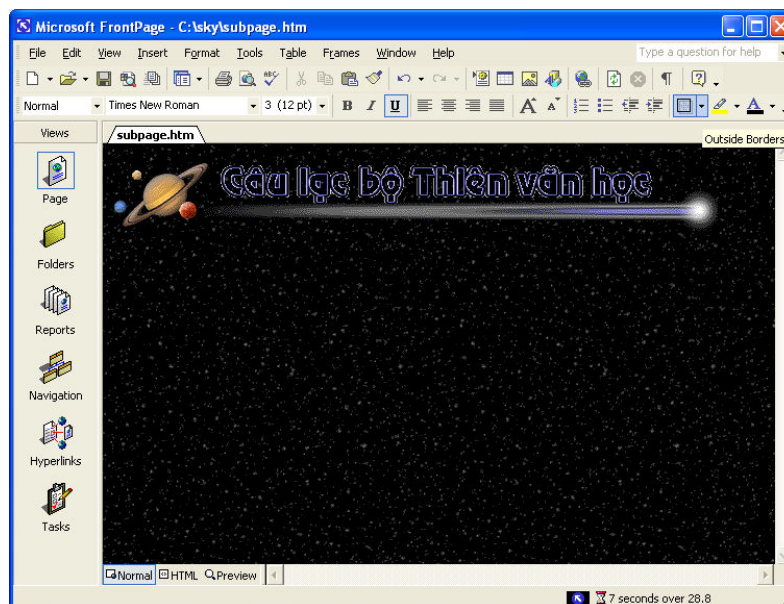 Microsoft FrontPage - C:\sky\subpage.htm
File Edit View Insert Format Tools Table Frames Window Help Type a question for help
Normal Times New Roman 3 (12 pt) B I U A A A
Views subpage.htm Outside Borders
Câu lạc bộ Thiên văn học
Page
Folders
Reports
Navigation
Hyperlinks
Tasks
Normal HTML Preview
7 seconds over 28.8